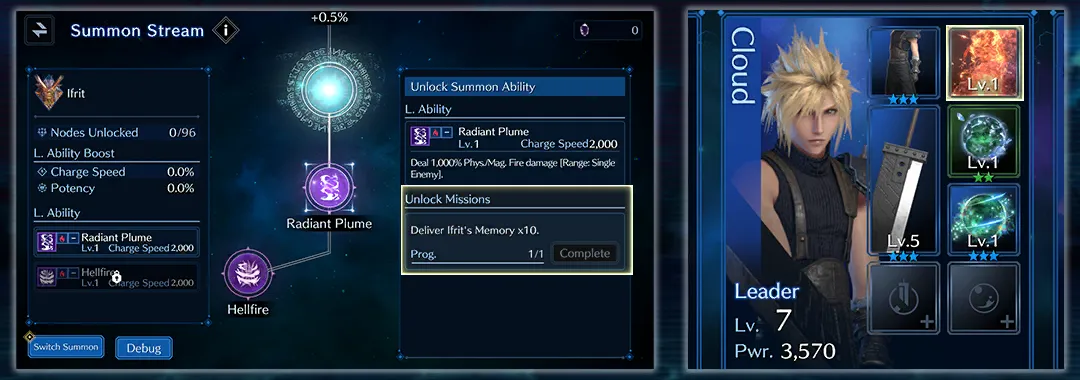 +0.5%
Summon Stream
i
0
Ifrit
Nodes Unlocked 0/96
L. Ability Boost
Charge Speed 0.0%
Potency 0.0%
L. Ability
Radiant Plume
Lv.1 Charge Speed 2,000
Hellfire
Lv.1 Charge Speed 2,000
Switch Summon
Debug
Radiant Plume
Hellfire
Unlock Summon Ability
L. Ability
Radiant Plume
Lv.1 Charge Speed 2,000
Deal 1,000% Phys./Mag. Fire damage [Range: Single
Enemy].
Unlock Missions
Deliver Ifrit's Memory x10.
Prog. 1/1 Complete
Cloud
Lv.1
Lv.1
Lv.5
Lv.1
Leader
Lv. 7
Pwr. 3,570